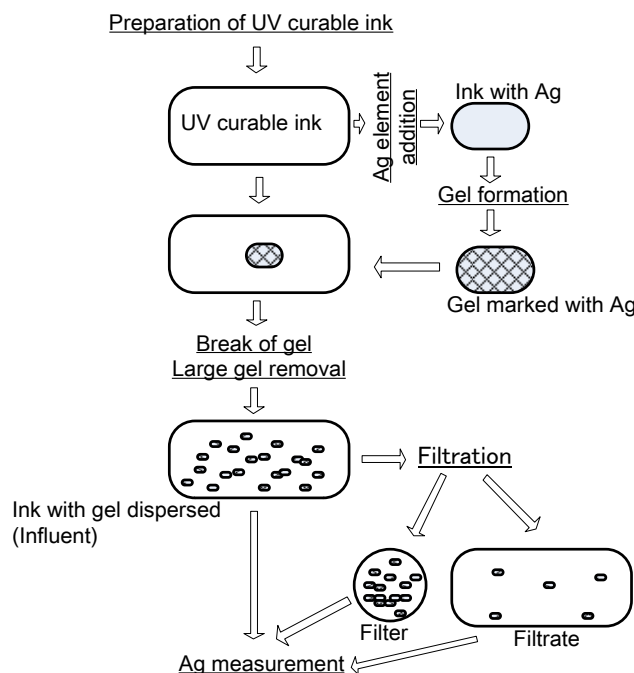 Preparation of UV curable ink
UV curable ink
Ag element
addition
Ink with Ag
Gel formation
Gel marked with Ag
Break of gel
Large gel removal
Filtration
Ink with gel dispersed
(Influent)
Filter
Filtrate
Ag measurement